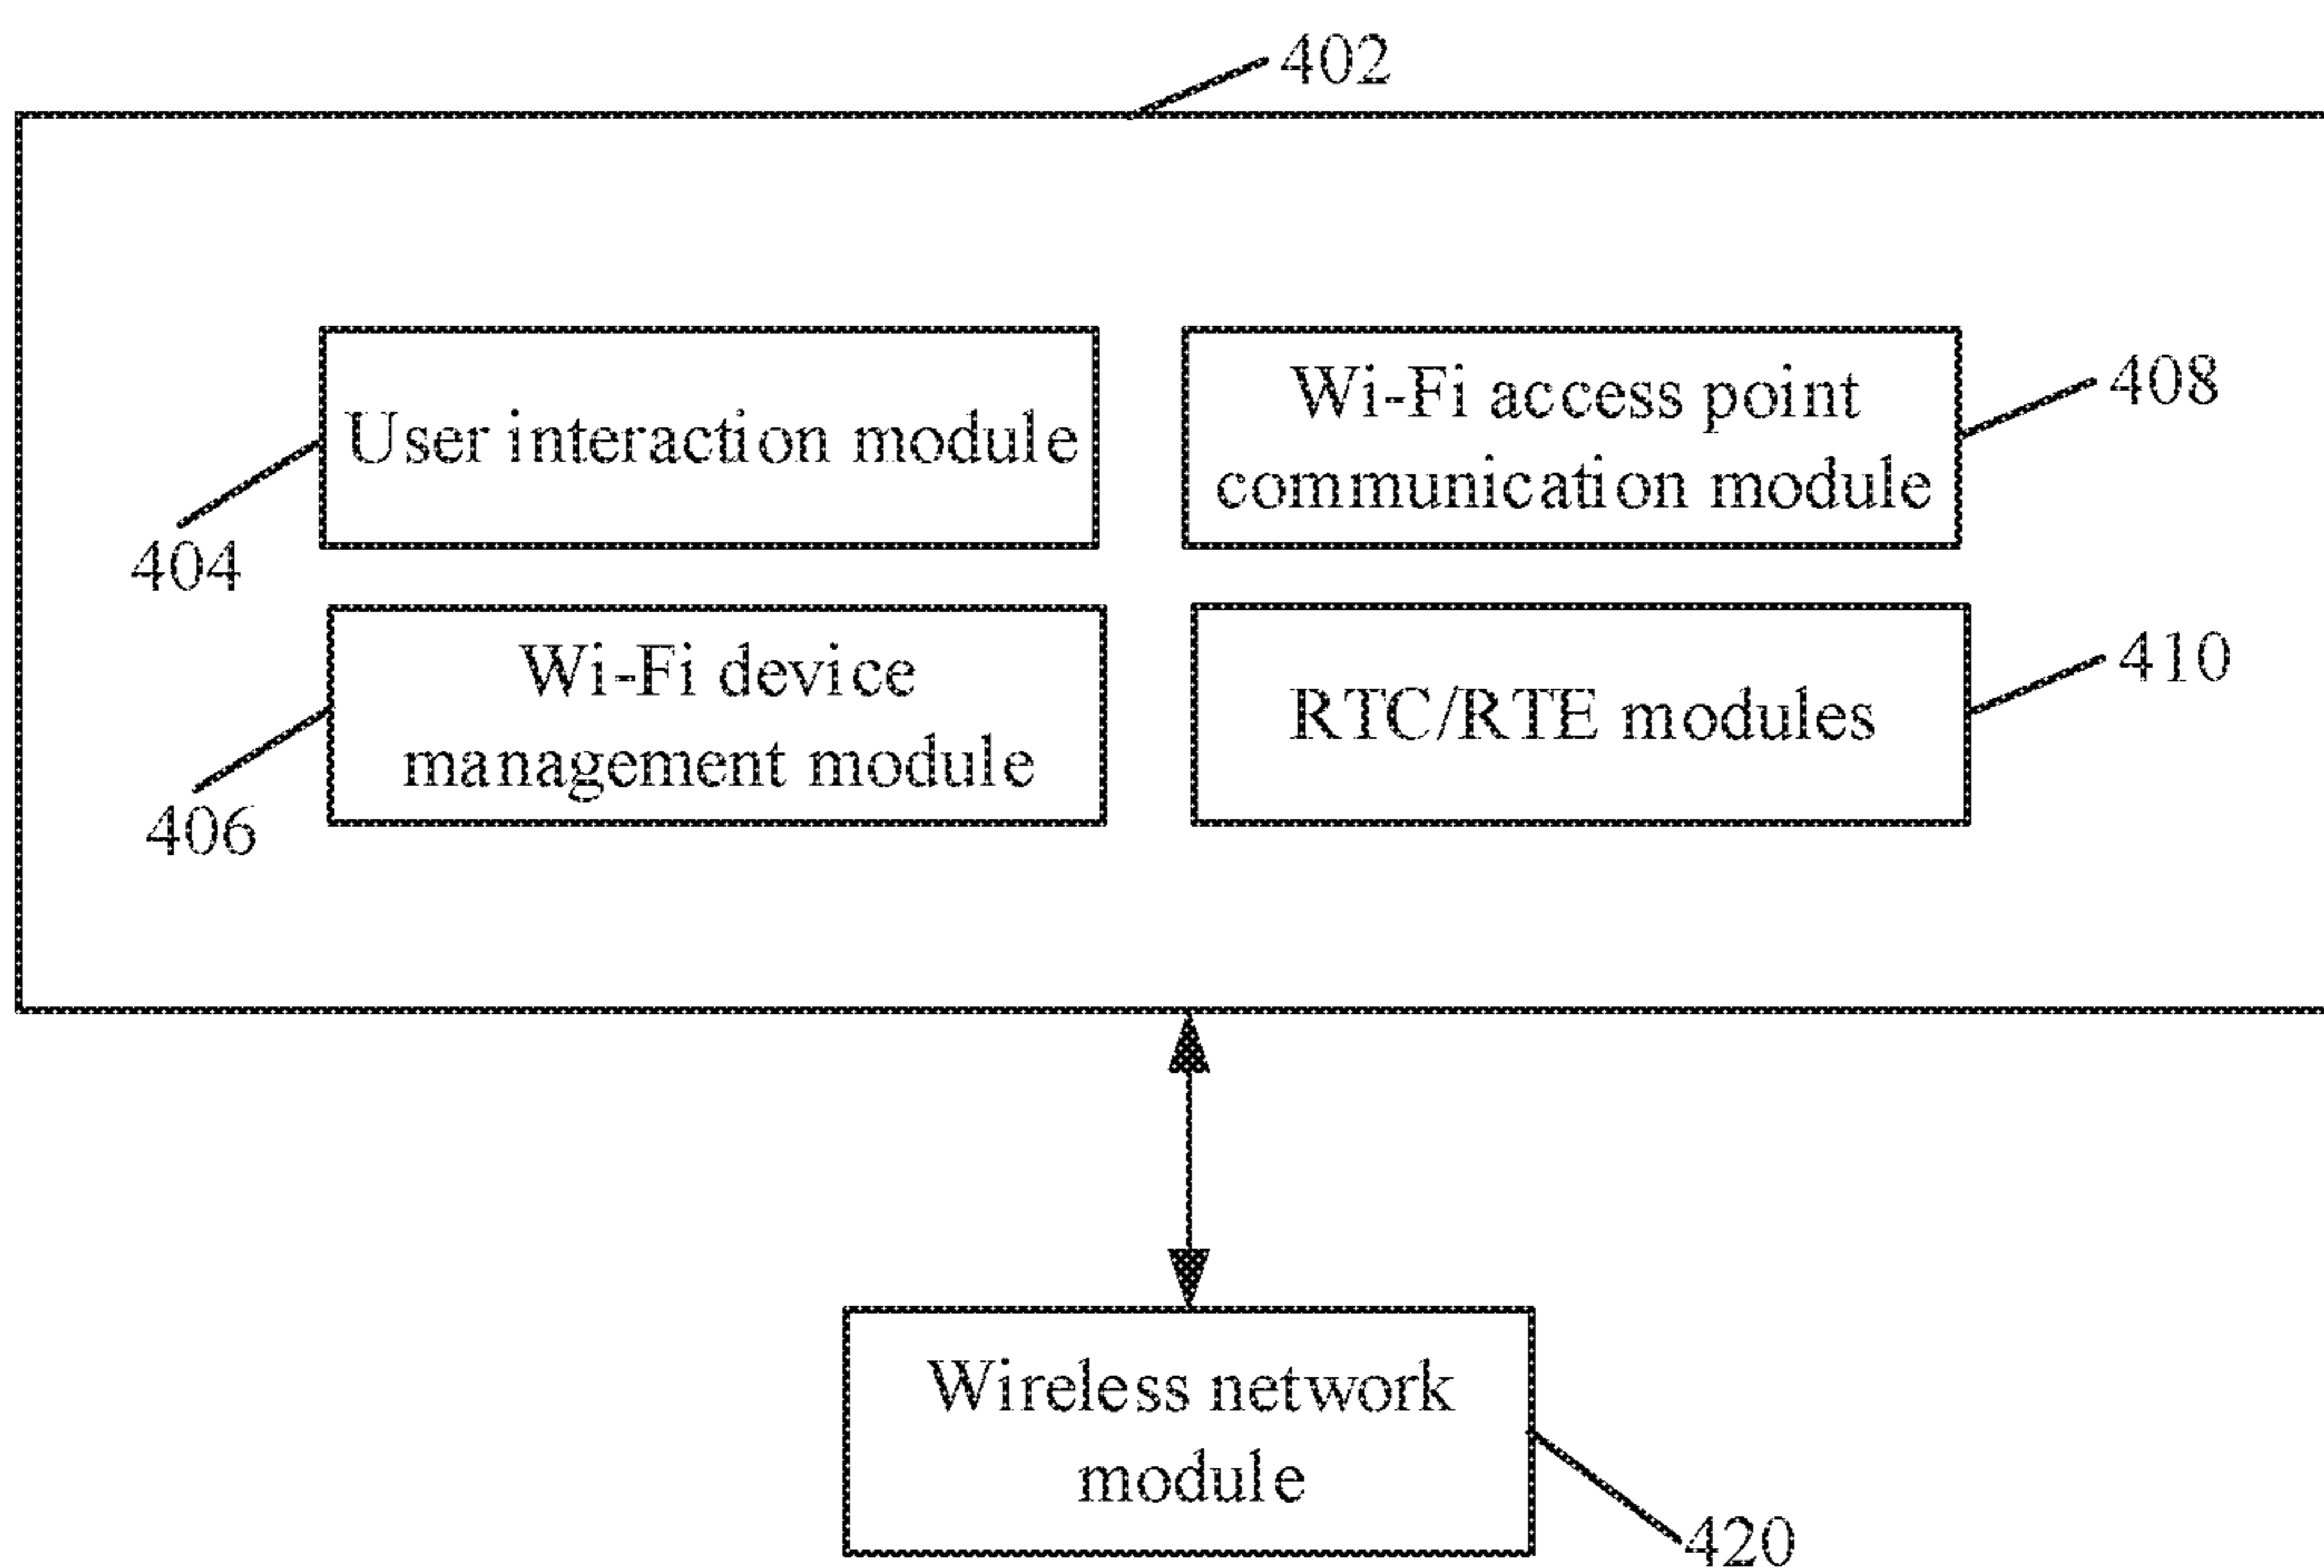 402
User interaction module
404
Wi-Fi access point
communication module
408
Wi-Fi device
management module
406
RTC/RTE modules
410
Wireless network
module
420